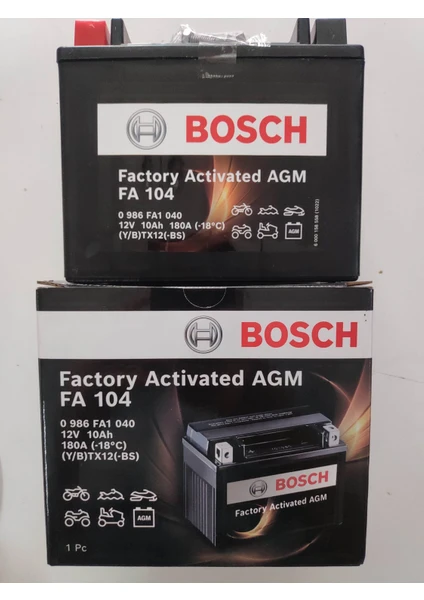 BOSCH
Factory Activated AGM
FA 104
0 986 FA1 040
12V 10Ah 180A (-18°C)
(Y/B)TX12(-BS)
AGM
BOSCH
Factory Activated AGM
FA 104
0 986 FA1 040
12V 10Ah
180A (-18°C)
(Y/B)TX12(-BS)
AGM
1 Pc
BOSCH
Factory Activated AGM